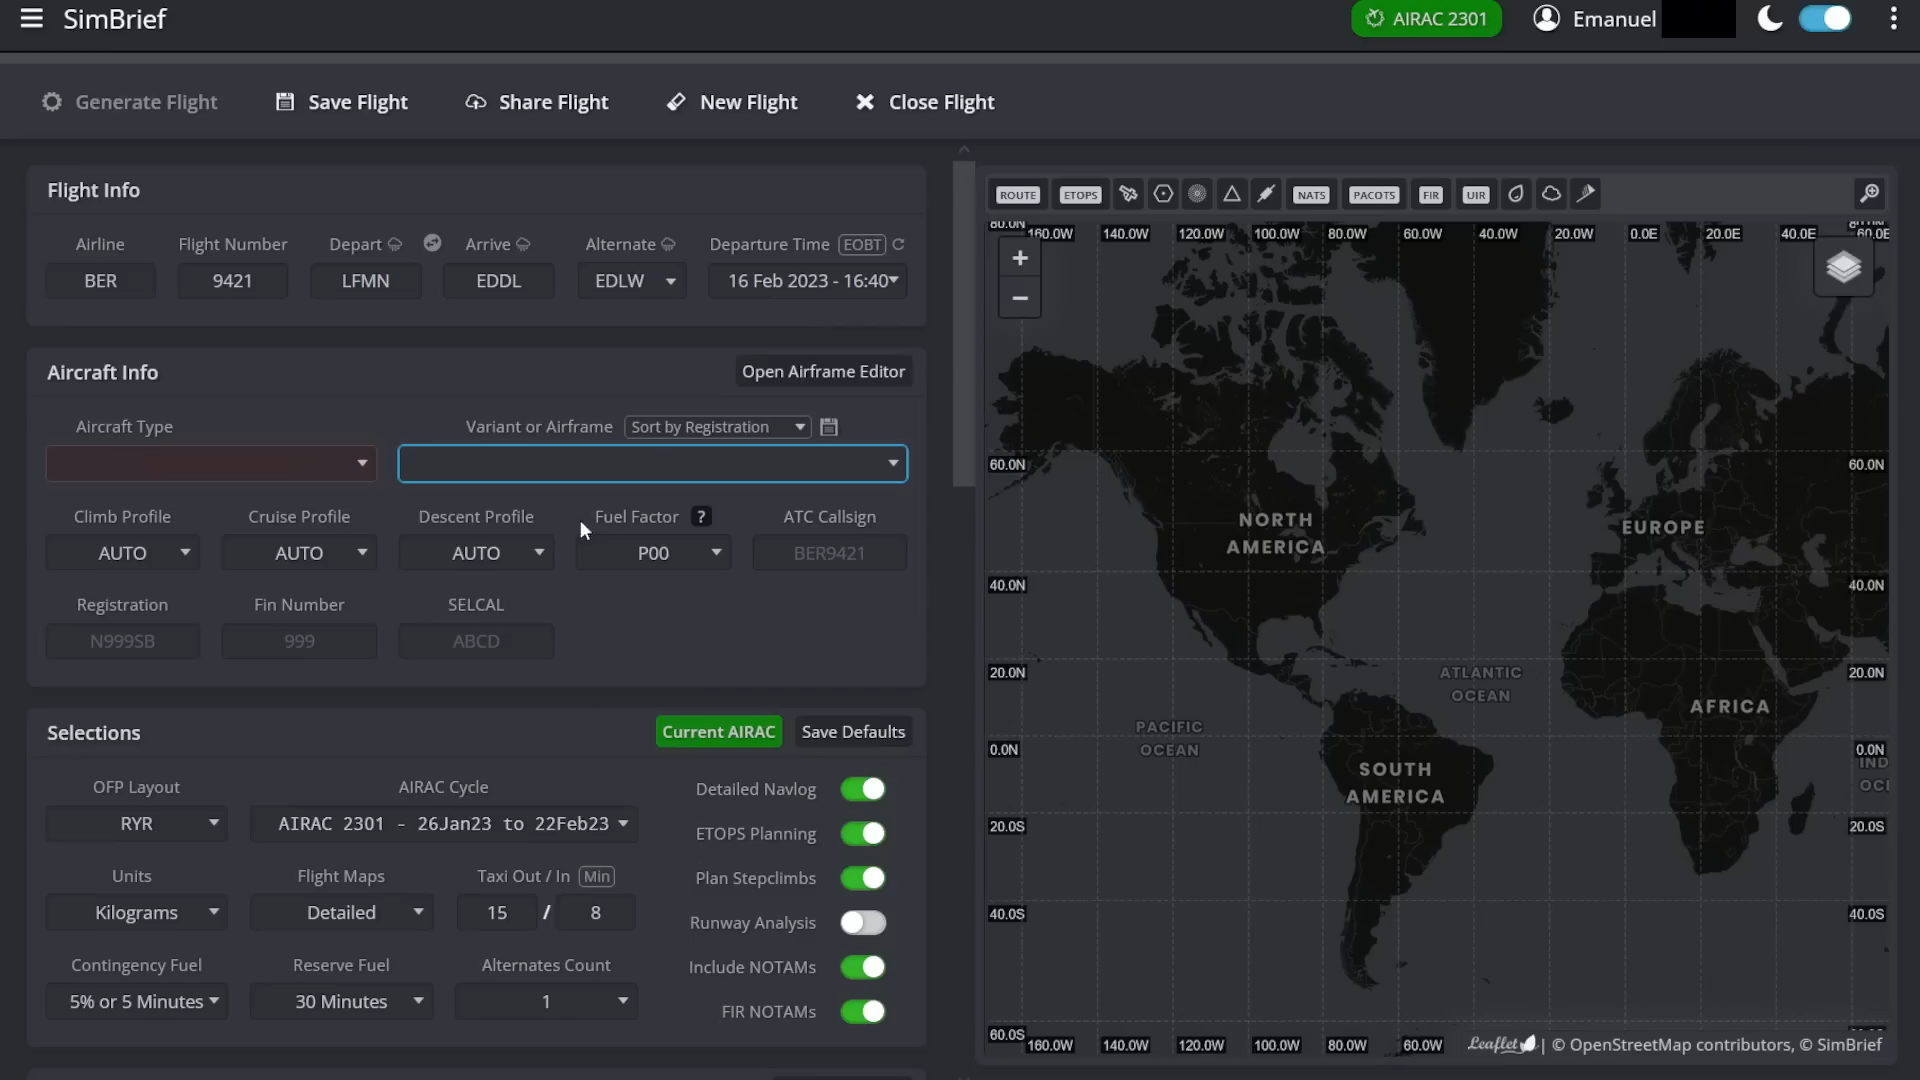 SimBrief
AIRAC 2301
Emanuel
Generate Flight
Save Flight
Share Flight
New Flight
Close Flight
Flight Info
Airline
Flight Number
Depart
Arrive
Alternate
Departure Time
EOBT
BER
9421
LFMN
EDDL
EDLW
16 Feb 2023 - 16:40
Aircraft Info
Open Airframe Editor
Aircraft Type
Variant or Airframe
Sort by Registration
Climb Profile
Cruise Profile
Descent Profile
Fuel Factor
?
ATC Callsign
AUTO
AUTO
AUTO
P00
BER9421
Registration
Fin Number
SELCAL
N999SB
999
ABCD
Selections
Current AIRAC
Save Defaults
OFP Layout
AIRAC Cycle
Detailed Navlog
RYR
AIRAC 2301 - 26Jan23 to 22Feb23
ETOPS Planning
Units
Flight Maps
Taxi Out / In
Min
Plan Stepclimbs
Kilograms
Detailed
15 / 8
Runway Analysis
Contingency Fuel
Reserve Fuel
Alternates Count
Include NOTAMs
5% or 5 Minutes
30 Minutes
1
FIR NOTAMs
ROUTE
ETOPS
NATS
PACOTS
FIR
UIR
80.0N
160.0W
140.0W
120.0W
100.0W
80.0W
60.0W
40.0W
20.0W
0.0E
20.0E
40.0E
60.0E
+
−
60.0N
60.0N
NORTH
AMERICA
EUROPE
40.0N
40.0N
20.0N
ATLANTIC
OCEAN
20.0N
AFRICA
PACIFIC
OCEAN
0.0N
0.0N
IND
OCI
SOUTH
AMERICA
20.0S
20.0S
40.0S
40.0S
60.0S
160.0W
140.0W
120.0W
100.0W
80.0W
60.0W
Leaflet | © OpenStreetMap contributors, © SimBrief